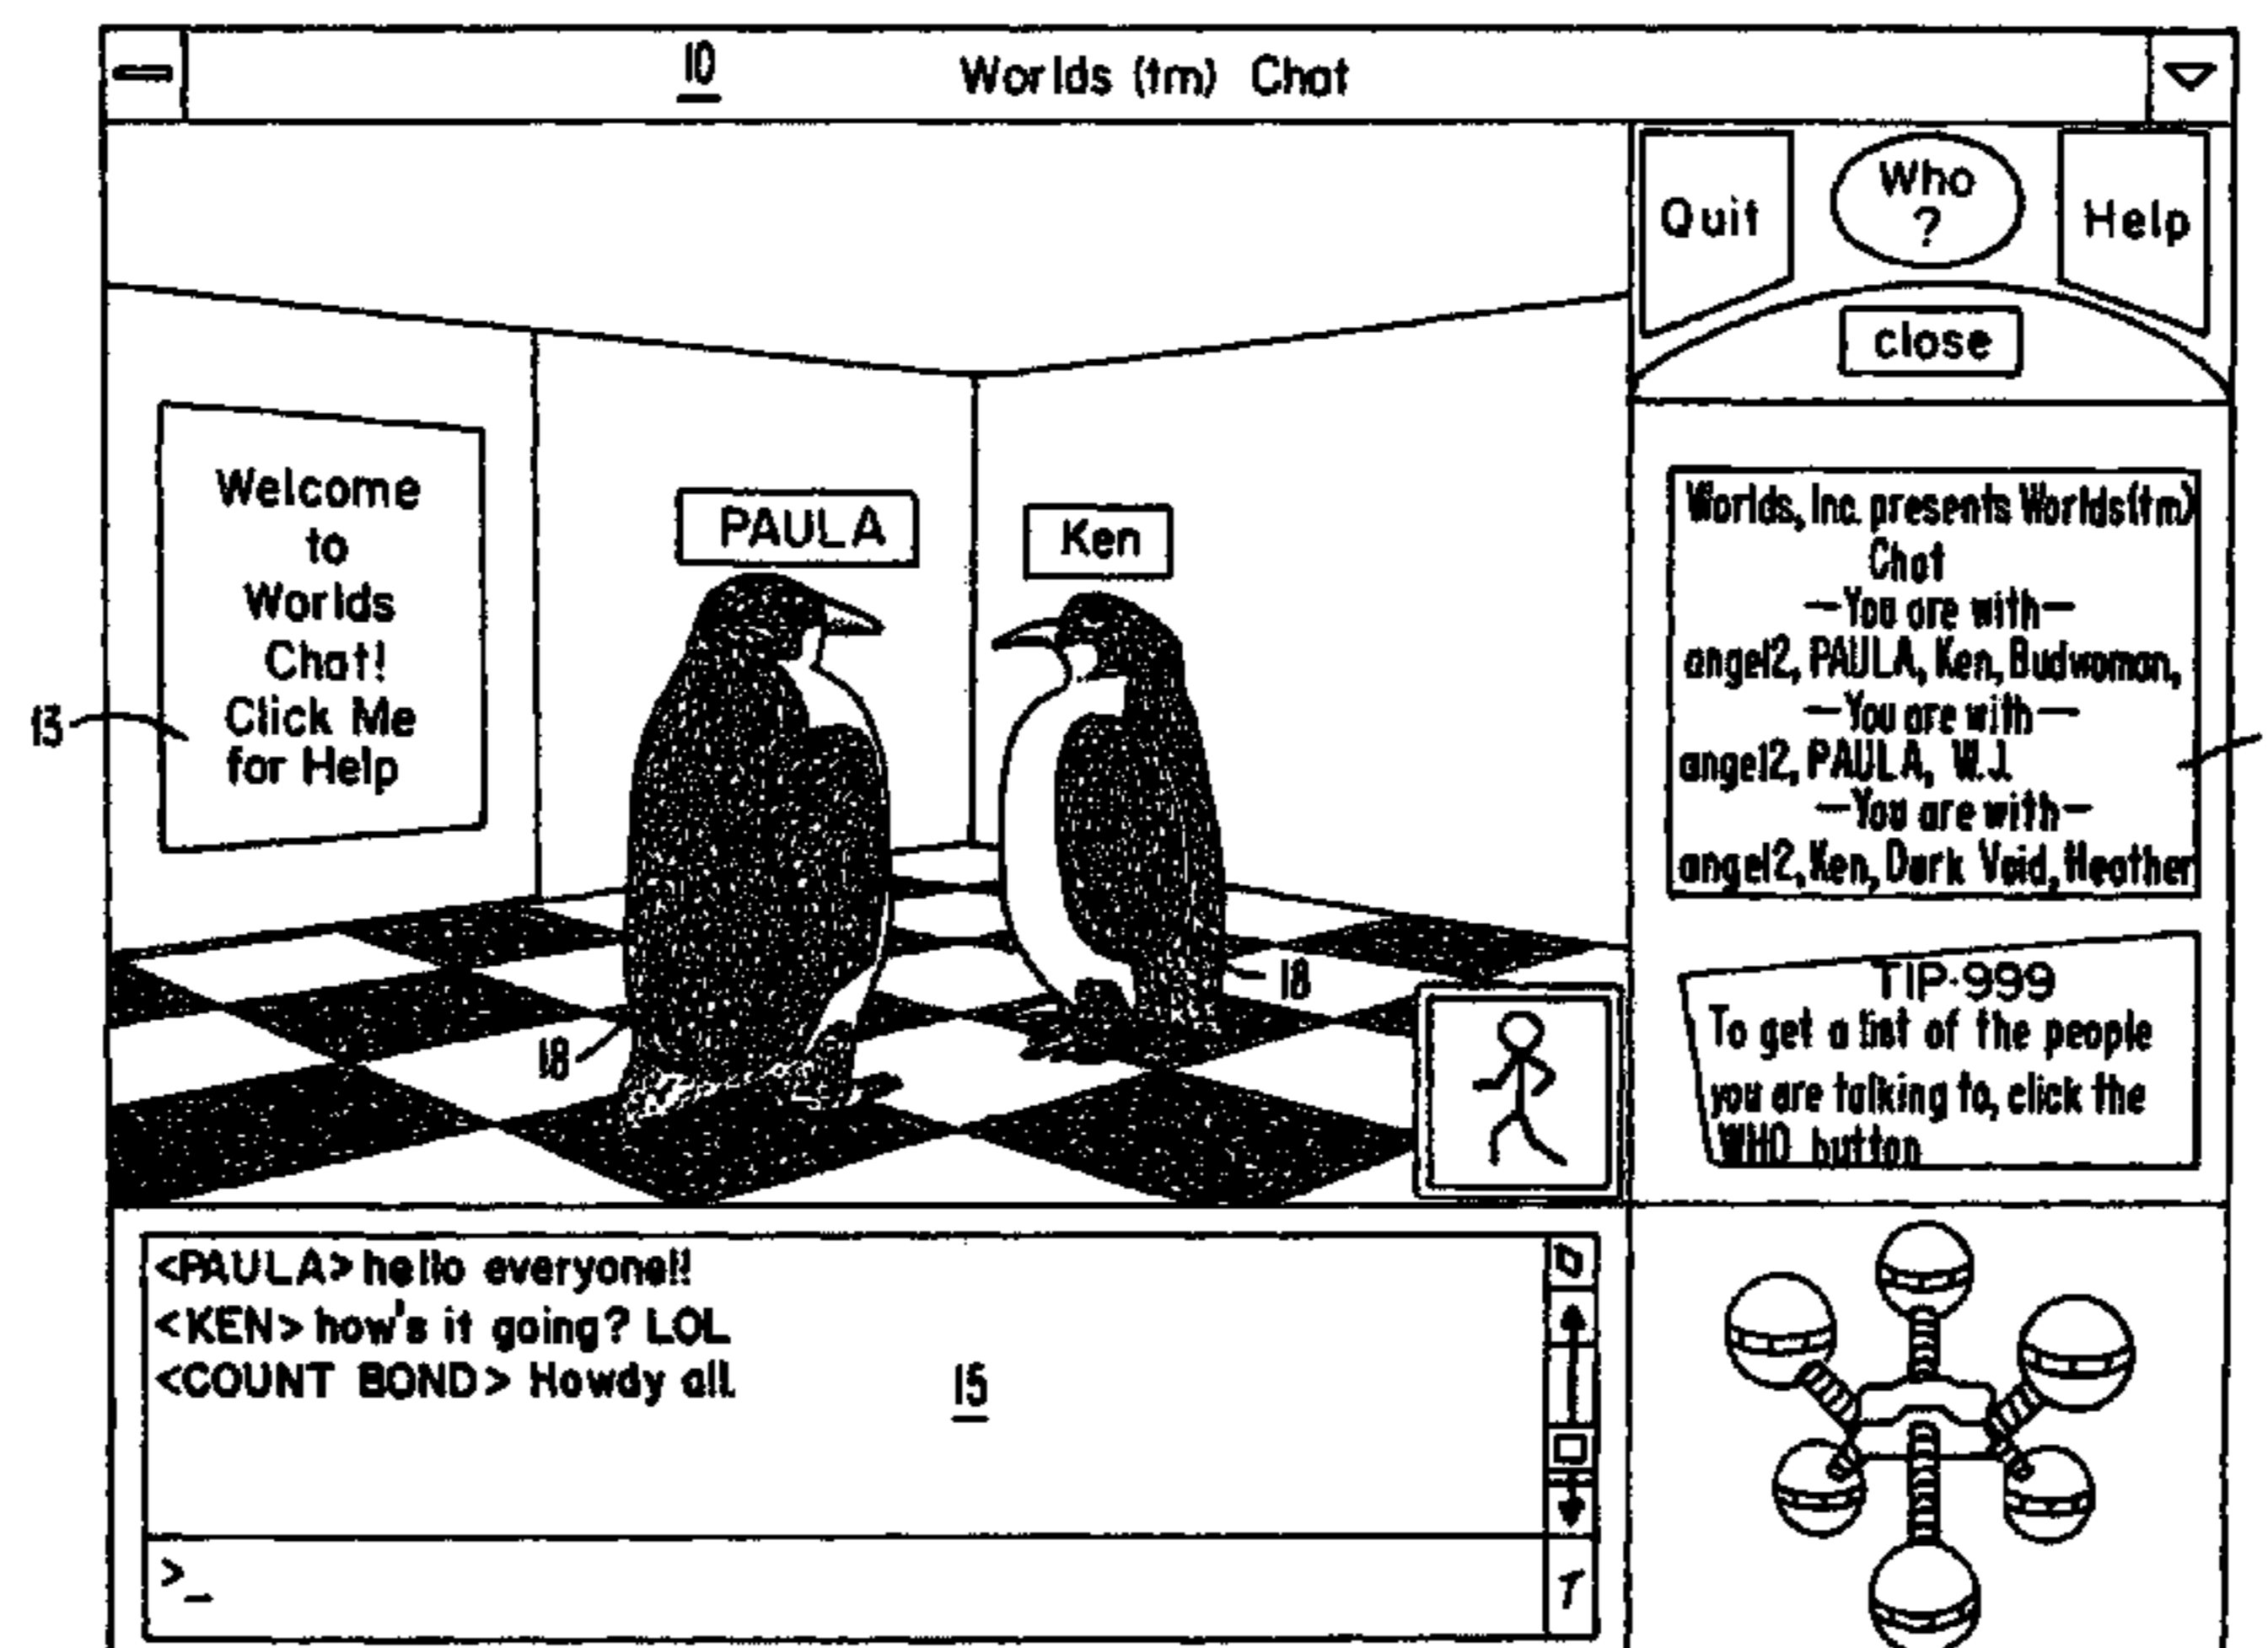 10
Worlds (tm) Chat
Quit
Who
?
Help
close
Welcome
to
Worlds
Chat!
Click Me
for Help
13
PAULA
Ken
18
18
Worlds, Inc. presents Worlds(tm)
Chat
—You are with—
angel2, PAULA, Ken, Budwoman,
—You are with—
angel2, PAULA, W.J.
—You are with—
angel2, Ken, Dark Void, Heather
TIP-999
To get a list of the people
you are talking to, click the
WHO button
<PAULA> hello everyone!!
<KEN> how's it going? LOL
<COUNT BOND> Howdy all.
15
>_